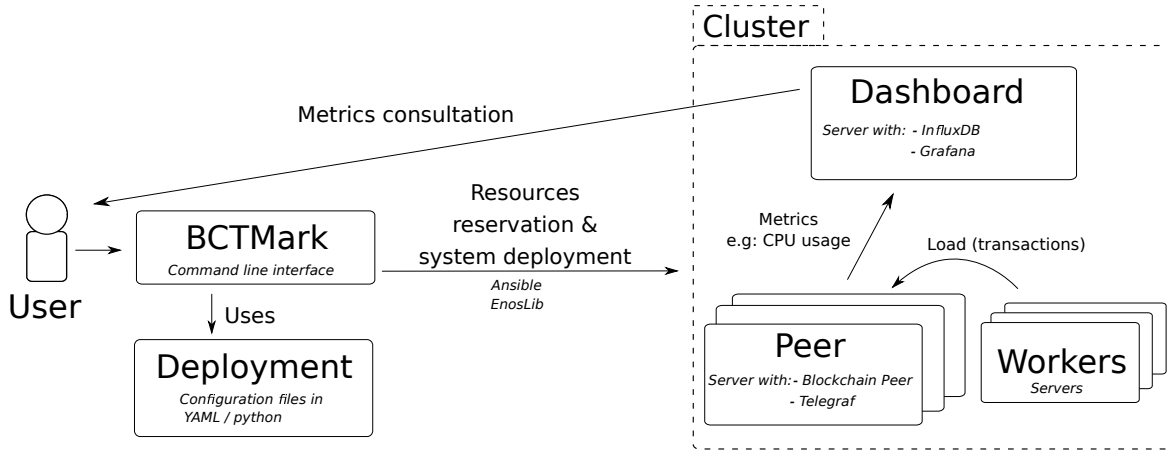 Cluster
Dashboard
Server with: - InfluxDB
- Grafana
Metrics consultation
Resources
reservation &
system deployment
Ansible
EnosLib
BCTMark
Command line interface
User
Uses
Deployment
Configuration files in
YAML / python
Metrics
e.g: CPU usage
Load (transactions)
Peer
Server with:- Blockchain Peer
- Telegraf
Workers
Servers